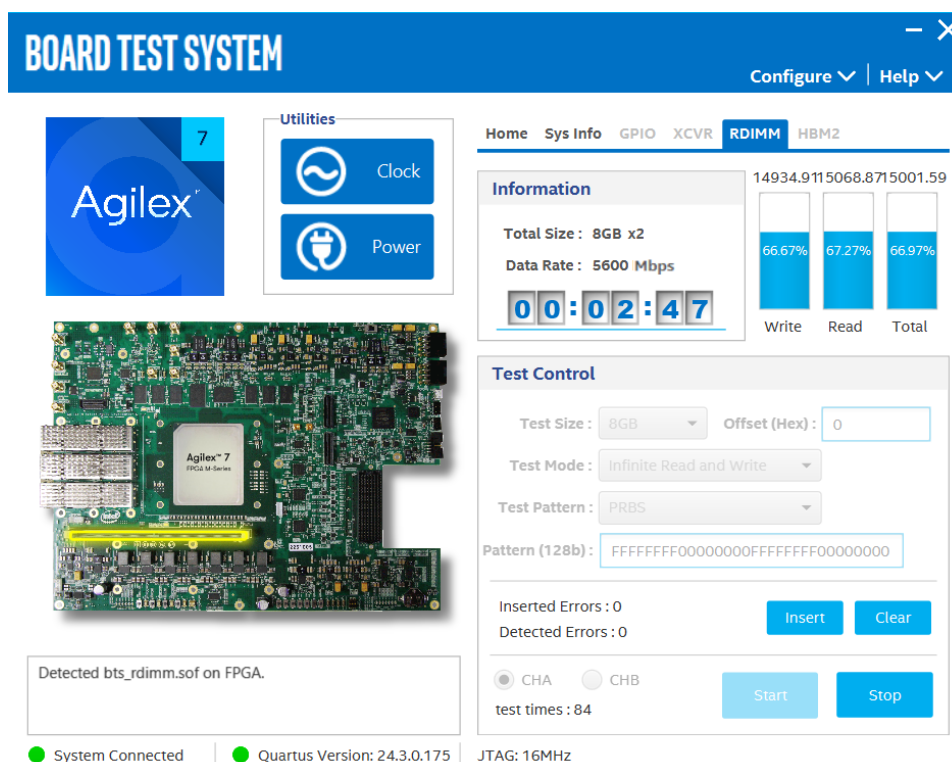 BOARD TEST SYSTEM
Configure
Help
7
Agilex
Utilities
Clock
Power
Home Sys Info GPIO XCVR RDIMM HBM2
Information
Total Size : 8GB x2
Data Rate : 5600 Mbps
00:02:47
14934.91 15068.87 15001.59
66.67% 67.27% 66.97%
Write Read Total
Agilex™ 7
FPGA M-Series
Test Control
Test Size : 8GB Offset (Hex) : 0
Test Mode : Infinite Read and Write
Test Pattern : PRBS
Pattern (128b) : FFFFFFFF00000000FFFFFFFF00000000
Inserted Errors : 0
Detected Errors : 0
Insert Clear
CHA CHB
test times : 84
Start Stop
Detected bts_rdimm.sof on FPGA.
System Connected Quartus Version: 24.3.0.175 JTAG: 16MHz